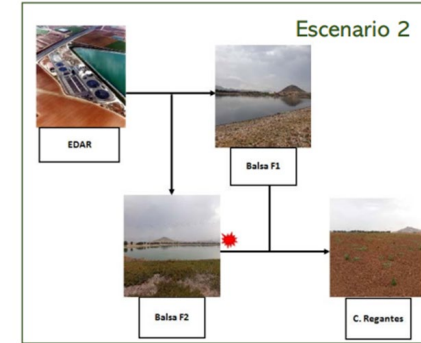 Escenario 2
EDAR
Balsa F1
Balsa F2
C. Regantes